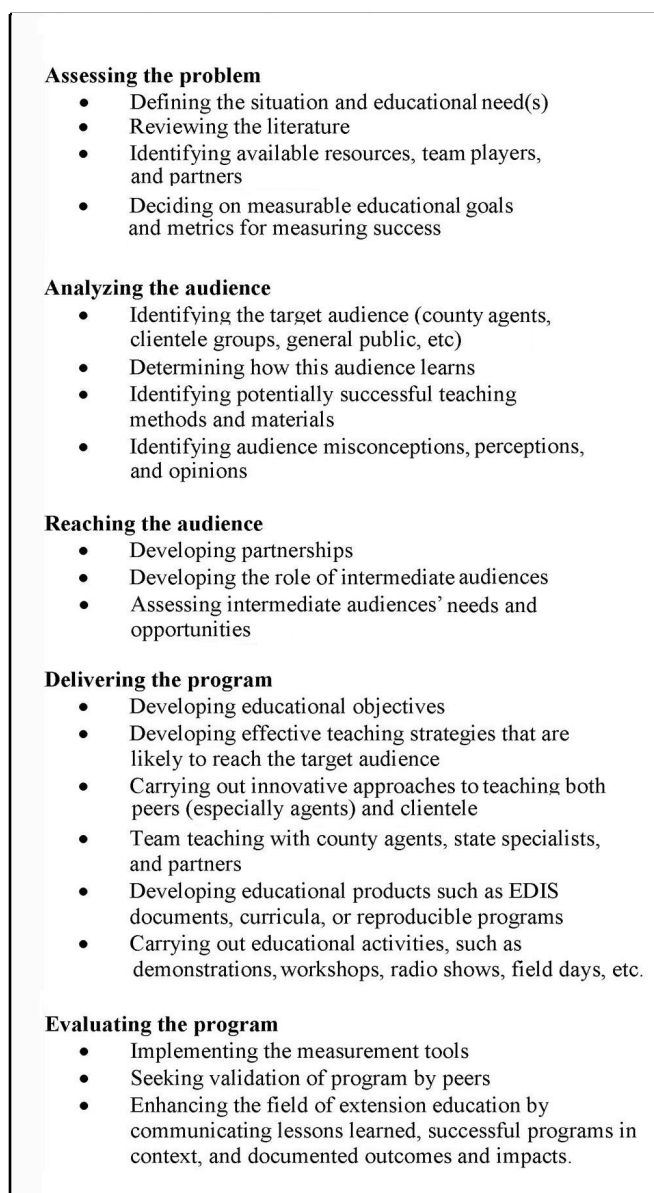 Assessing the problem
• Defining the situation and educational need(s)
• Reviewing the literature
• Identifying available resources, team players,
and partners
• Deciding on measurable educational goals
and metrics for measuring success
Analyzing the audience
• Identifying the target audience (county agents,
clientele groups, general public, etc)
• Determining how this audience learns
• Identifying potentially successful teaching
methods and materials
• Identifying audience misconceptions, perceptions,
and opinions
Reaching the audience
• Developing partnerships
• Developing the role of intermediate audiences
• Assessing intermediate audiences' needs and
opportunities
Delivering the program
• Developing educational objectives
• Developing effective teaching strategies that are
likely to reach the target audience
• Carrying out innovative approaches to teaching both
peers (especially agents) and clientele
• Team teaching with county agents, state specialists,
and partners
• Developing educational products such as EDIS
documents, curricula, or reproducible programs
• Carrying out educational activities, such as
demonstrations, workshops, radio shows, field days, etc.
Evaluating the program
• Implementing the measurement tools
• Seeking validation of program by peers
• Enhancing the field of extension education by
communicating lessons learned, successful programs in
context, and documented outcomes and impacts.